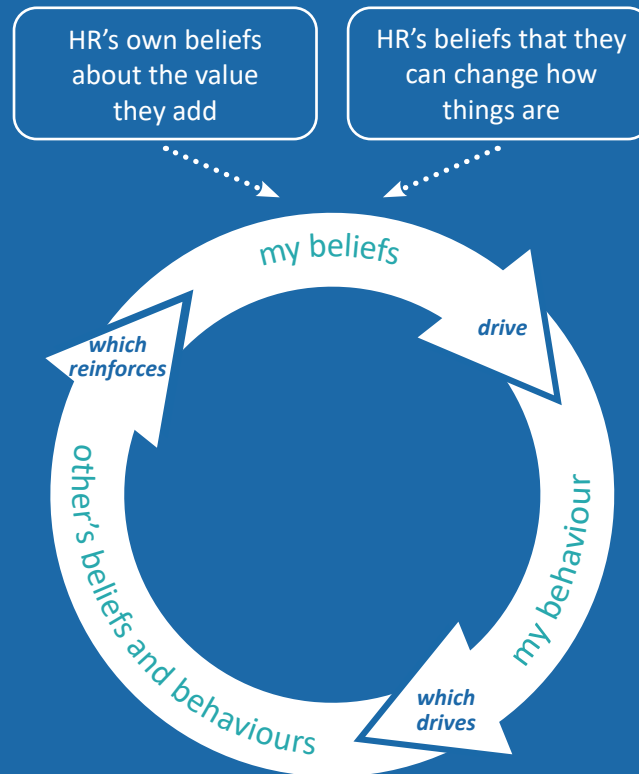 HR’s own beliefs
about the value
they add
HR’s beliefs that they
can change how
things are
my beliefs
drive
my behaviour
which
drives
other’s beliefs and behaviours
which
reinforces